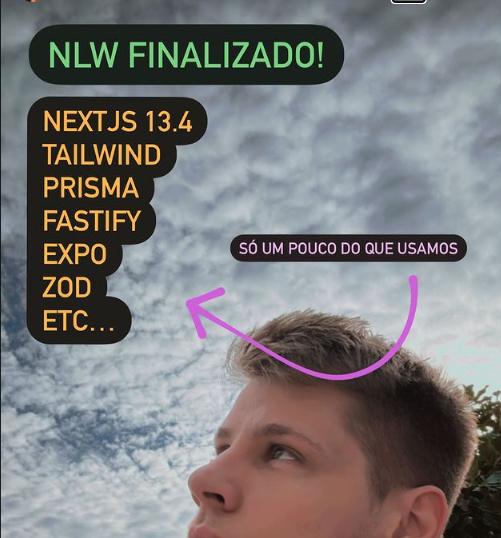 NLW FINALIZADO!
NEXTJS 13.4
TAILWIND
PRISMA
FASTIFY
EXPO
ZOD
ETC...
SÓ UM POUCO DO QUE USAMOS